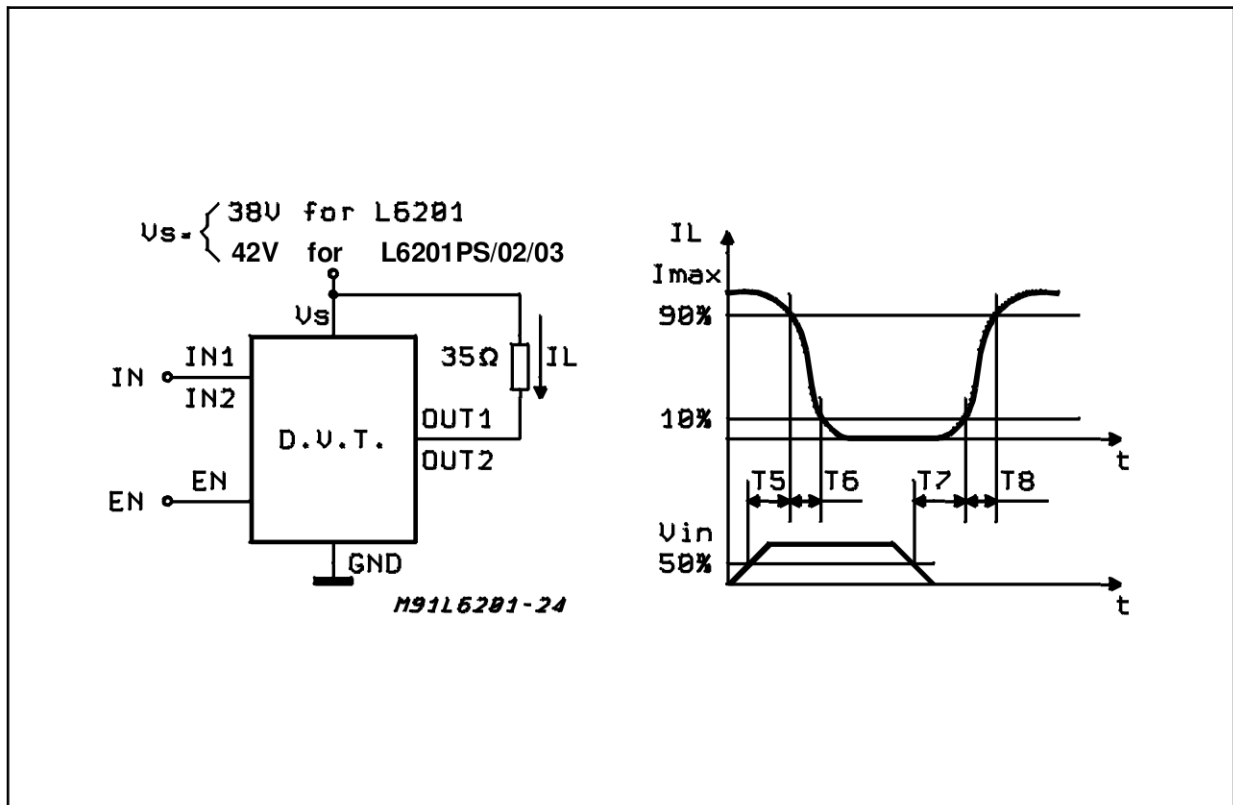 Vs= 38V for L6201
42V for L6201PS/02/03
Vs
IN IN1
IN2
35Ω IL
D.U.T.
OUT1
OUT2
EN EN
GND
M91L6201-24
IL
Imax
90%
10%
t
T5 T6 T7 T8
Vin
50%
t